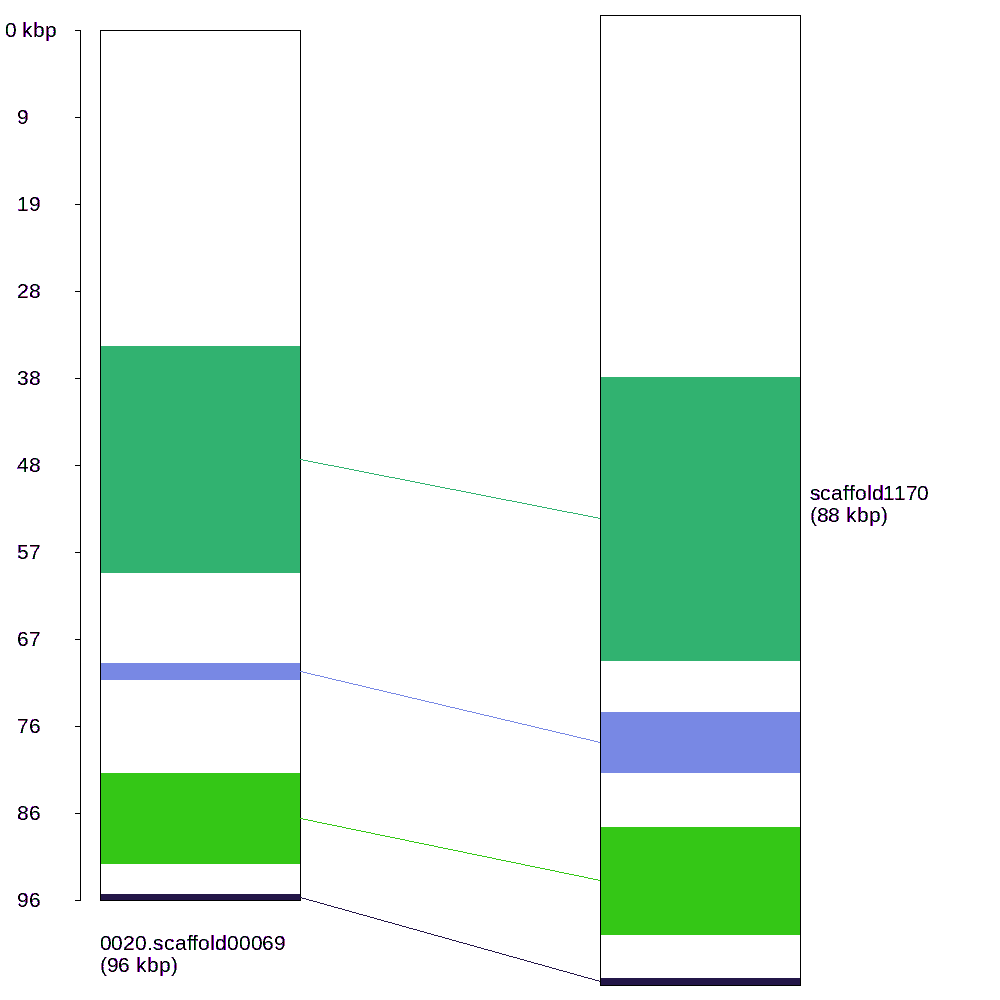 0 kbp
9
19
28
38
48
57
67
76
86
96
scaffold1170
(88 kbp)
0020.scaffold00069
(96 kbp)